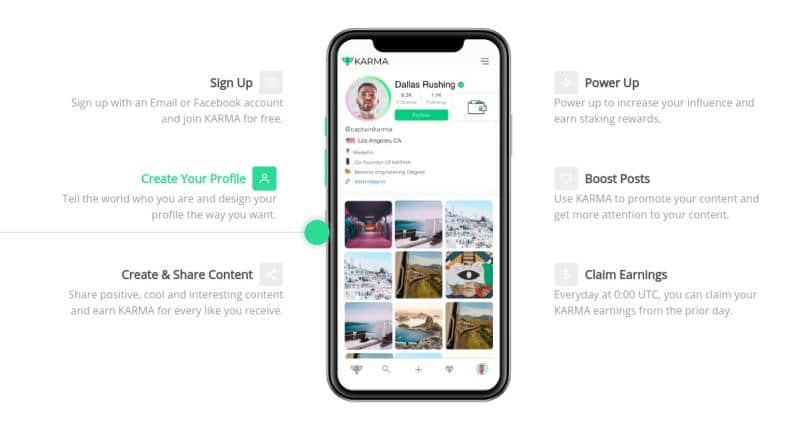 Sign Up
Sign up with an Email or Facebook account
and join KARMA for free.
Create Your Profile
Tell the world who you are and design your
profile the way you want.
Create & Share Content
Share positive, cool and interesting content
and earn KARMA for every like you receive.
KARMA
Dallas Rushing
8.2K
1.1K
Followers
Following
Follow
@captainkarma
Los Angeles, CA
Medellin
Co-Founder Of KARMA
Reverse Engineering Degree
Power Up
Power up to increase your influence and
earn staking rewards.
Boost Posts
Use KARMA to promote your content and
get more attention to your content.
Claim Earnings
Everyday at 0:00 UTC, you can claim your
KARMA earnings from the prior day.